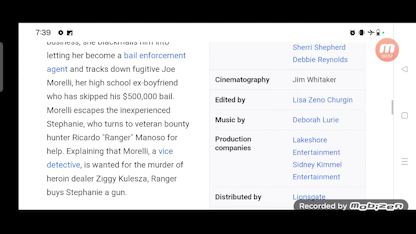 7:39
business, she blackmails him into
letting her become a bail enforcement
agent and tracks down fugitive Joe
Morelli, her high school ex-boyfriend
who has skipped his $500,000 bail.
Morelli escapes the inexperienced
Stephanie, who turns to veteran bounty
hunter Ricardo "Ranger" Manoso for
help. Explaining that Morelli, a vice
detective, is wanted for the murder of
heroin dealer Ziggy Kulesza, Ranger
buys Stephanie a gun.
Sherri Shepherd
Debbie Reynolds
Cinematography Jim Whitaker
Edited by Lisa Zeno Churgin
Music by Deborah Lurie
Production companies Lakeshore
Entertainment
Sidney Kimmel
Entertainment
Distributed by Lionsgate
Recorded by MOBIZEN